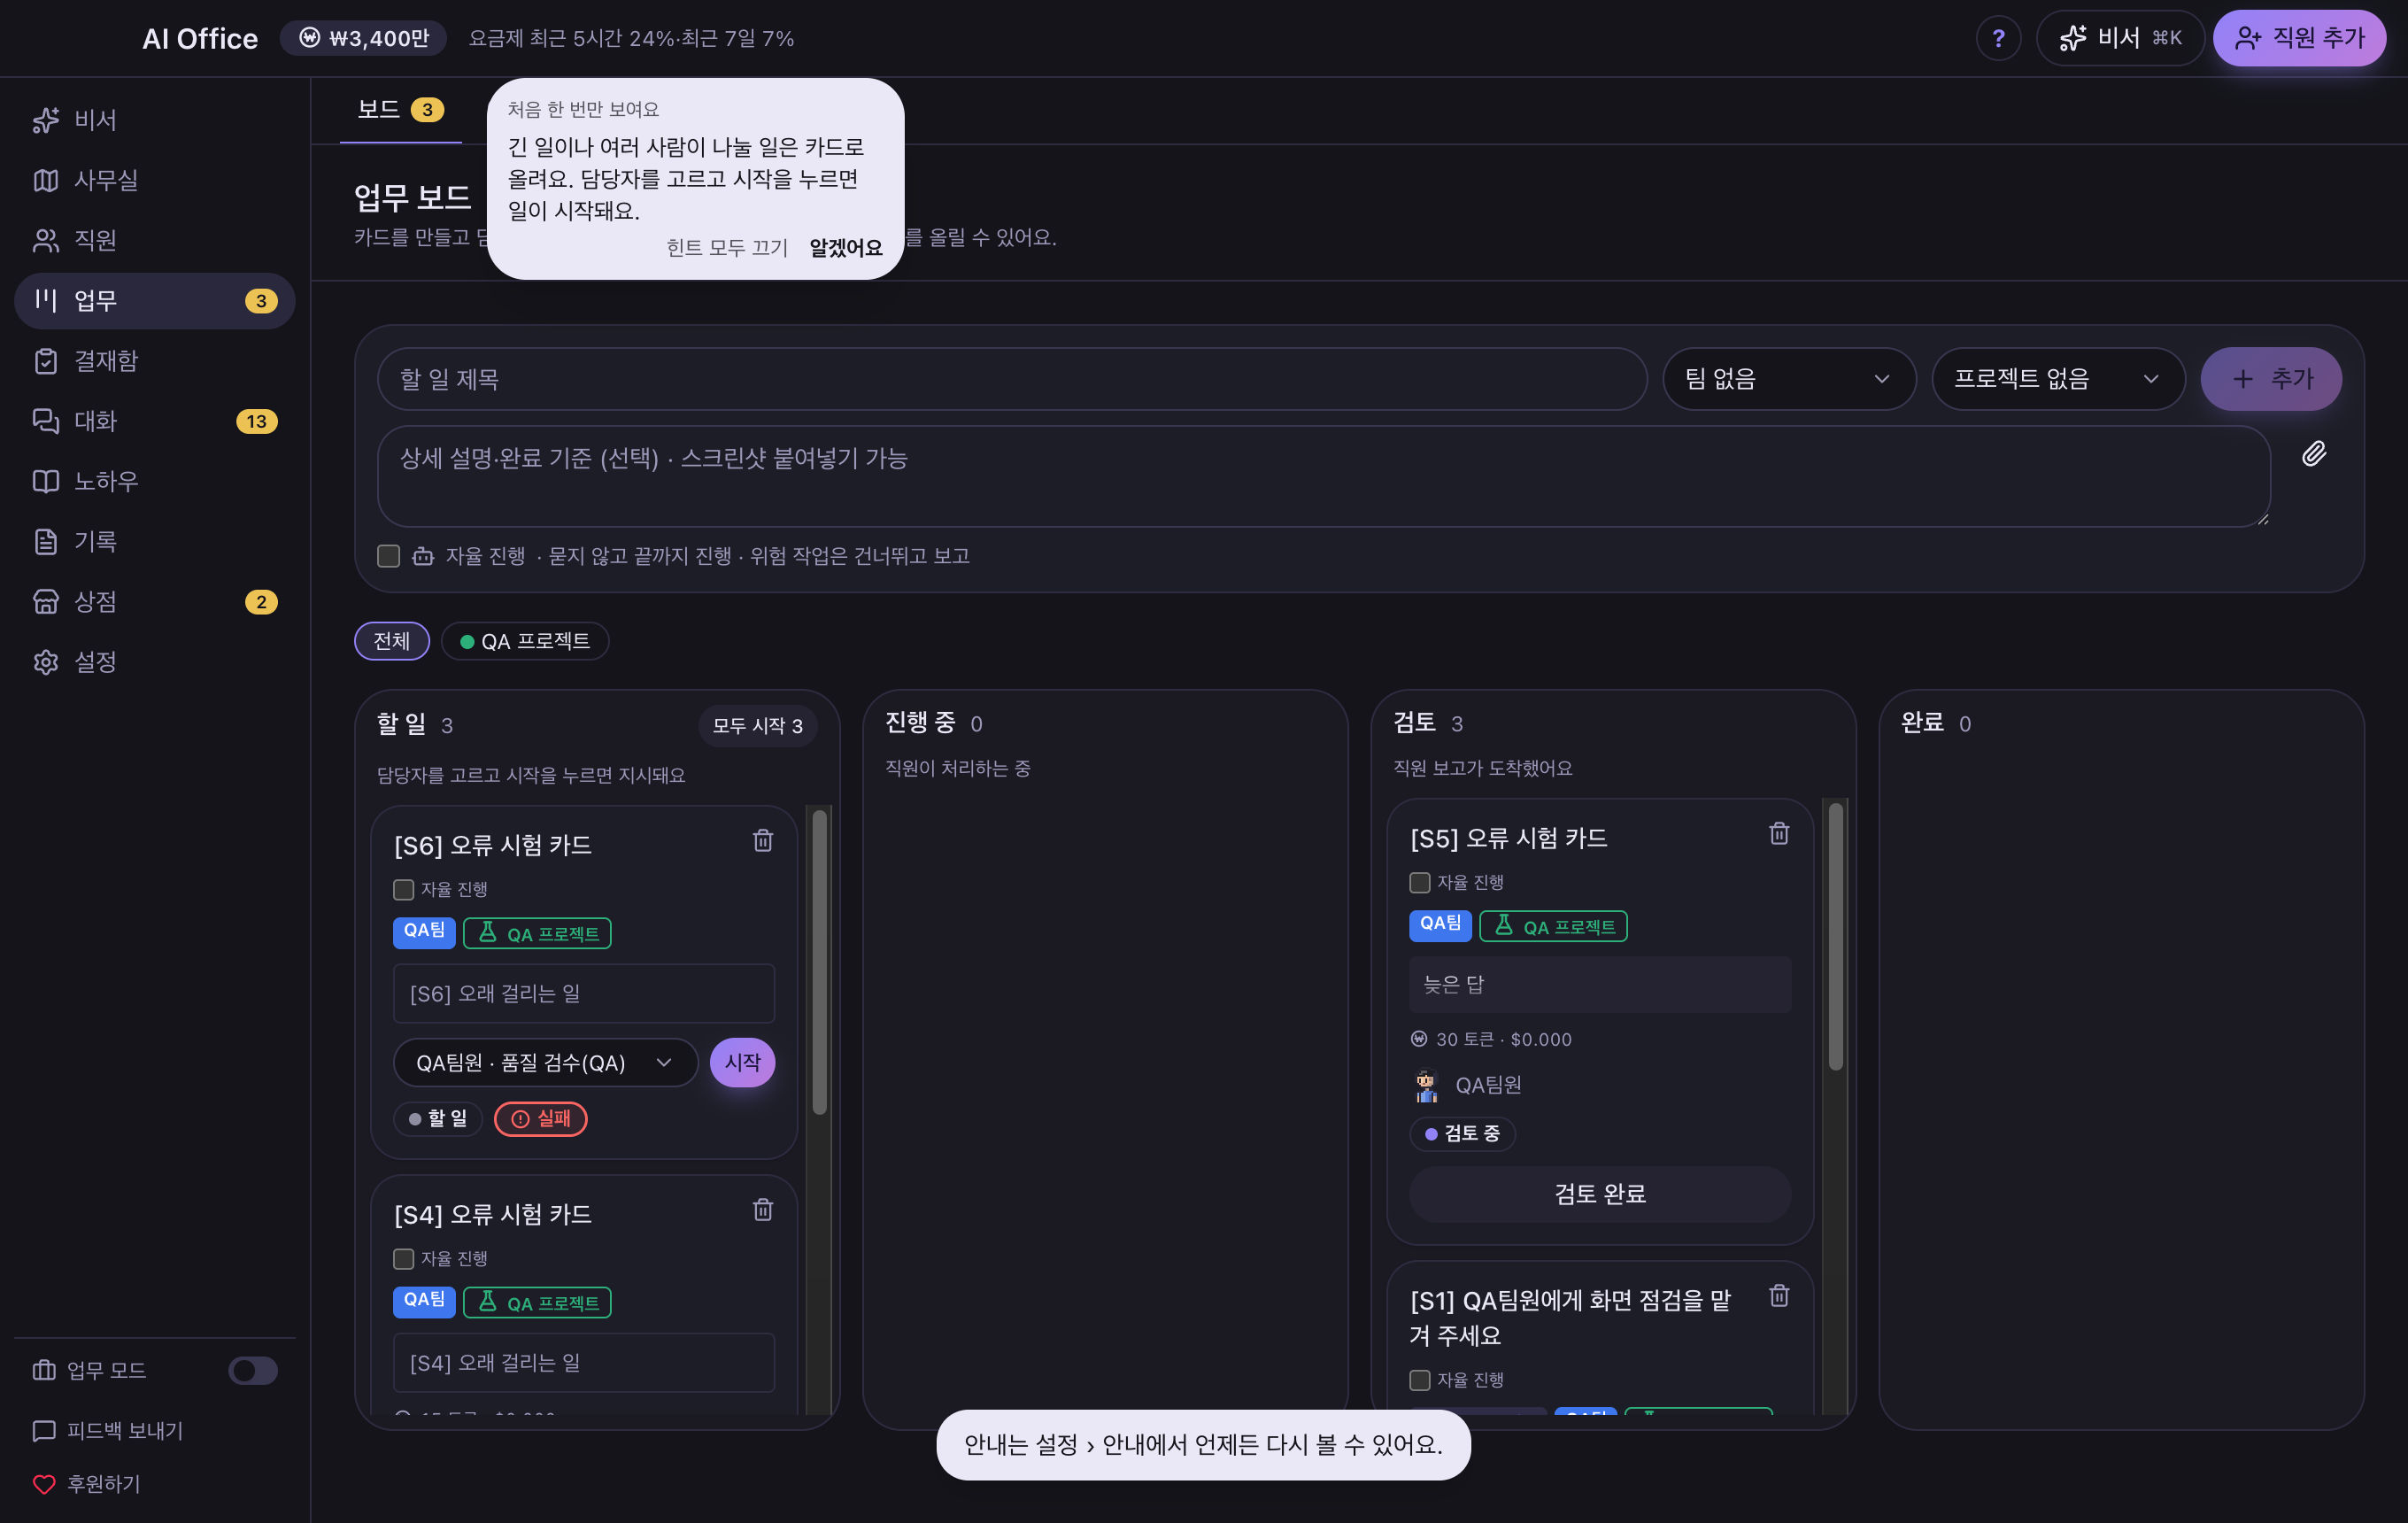 AI Office
₩3,400만
요금제 최근 5시간 24%·최근 7일 7%
?
비서 ⌘K
직원 추가
비서
사무실
직원
업무 3
결재함
대화 13
노하우
기록
상점 2
설정
업무 모드
피드백 보내기
후원하기
보드 3
처음 한 번만 보여요
긴 일이나 여러 사람이 나눌 일은 카드로
올려요. 담당자를 고르고 시작을 누르면
일이 시작돼요.
힌트 모두 끄기 알겠어요
업무 보드
카드를 만들고 를 올릴 수 있어요.
할 일 제목
팀 없음
프로젝트 없음
추가
상세 설명·완료 기준 (선택) · 스크린샷 붙여넣기 가능
자율 진행 · 묻지 않고 끝까지 진행 · 위험 작업은 건너뛰고 보고
전체
QA 프로젝트
할 일 3
모두 시작 3
담당자를 고르고 시작을 누르면 지시돼요
[S6] 오류 시험 카드
자율 진행
QA팀 QA 프로젝트
[S6] 오래 걸리는 일
QA팀원 · 품질 검수(QA)
시작
할 일 실패
[S4] 오류 시험 카드
자율 진행
QA팀 QA 프로젝트
[S4] 오래 걸리는 일
진행 중 0
직원이 처리하는 중
검토 3
직원 보고가 도착했어요
[S5] 오류 시험 카드
자율 진행
QA팀 QA 프로젝트
늦은 답
30 토큰 · $0.000
QA팀원
검토 중
검토 완료
[S1] QA팀원에게 화면 점검을 맡
겨 주세요
자율 진행
완료 0
안내는 설정 › 안내에서 언제든 다시 볼 수 있어요.